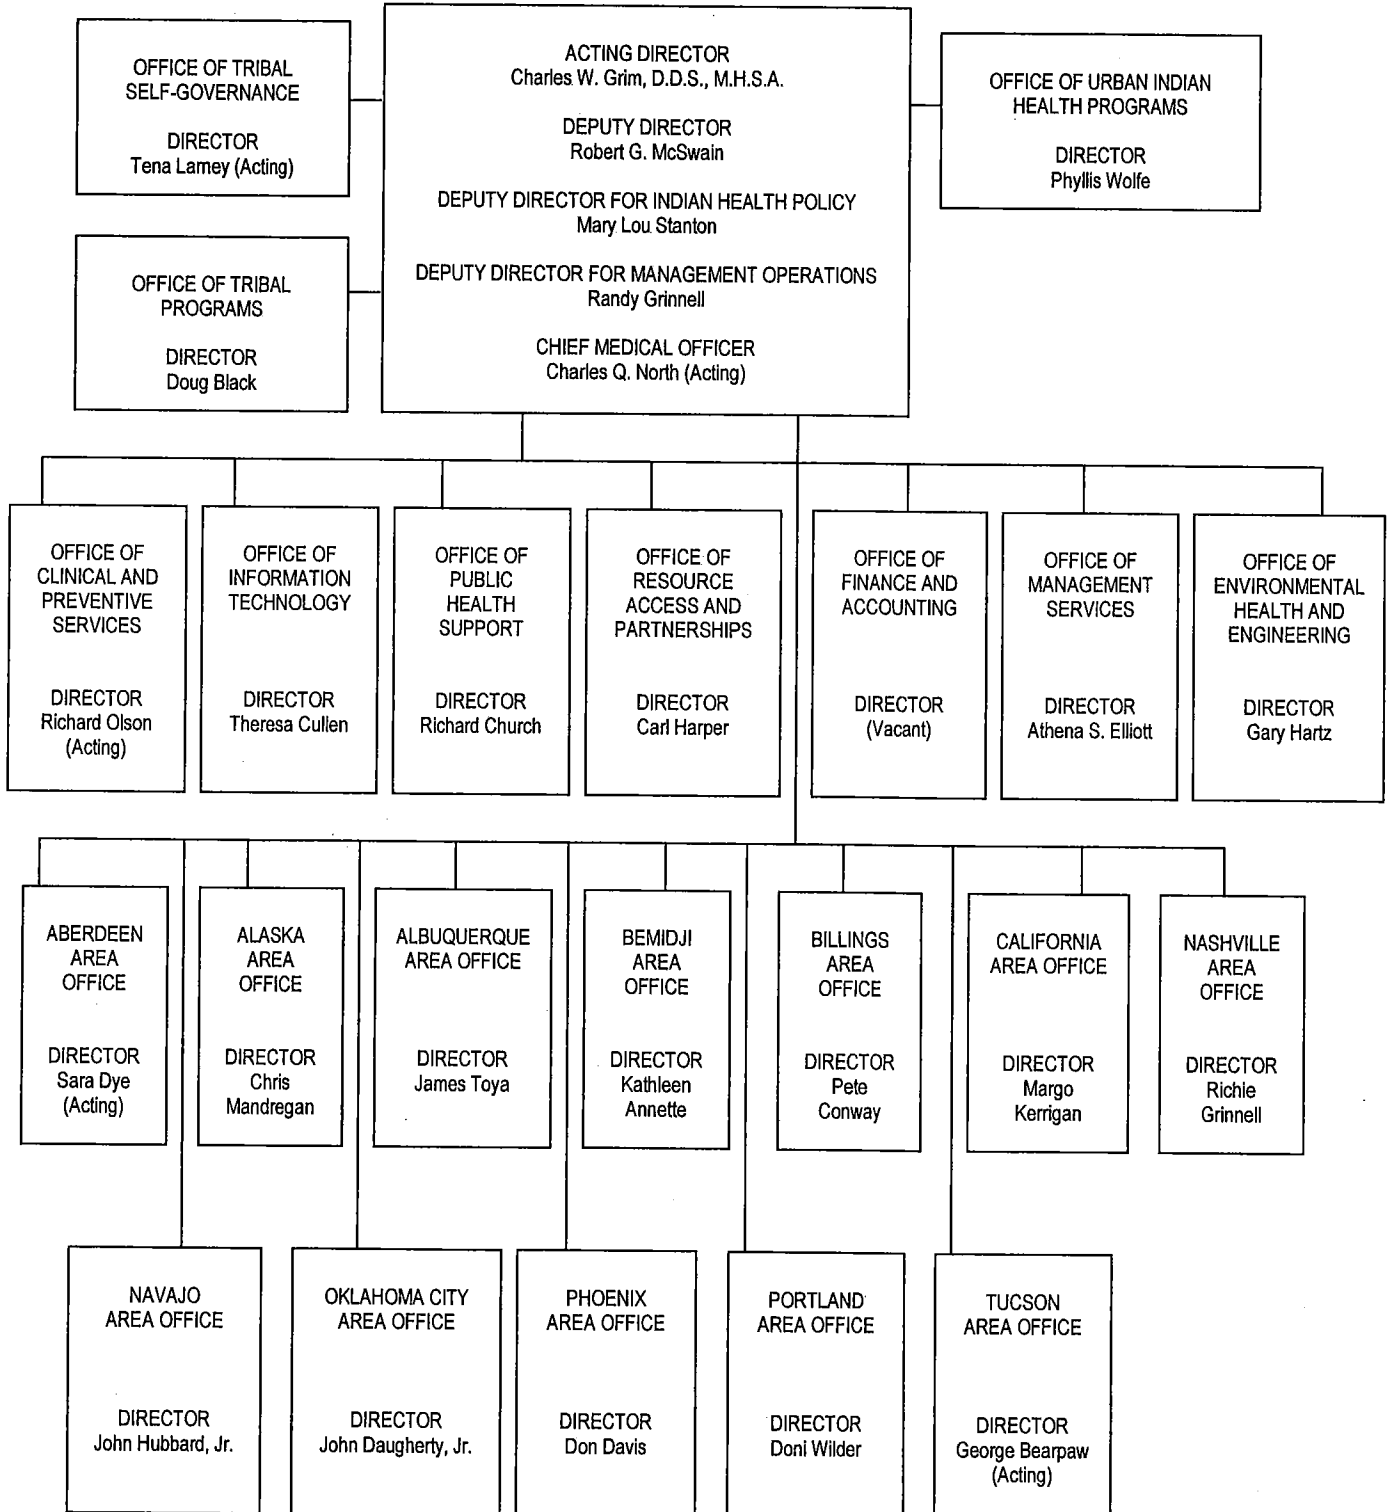 OFFICE OF TRIBAL
SELF-GOVERNANCE
DIRECTOR
Tena Larney (Acting)
OFFICE OF TRIBAL
PROGRAMS
DIRECTOR
Doug Black
ACTING DIRECTOR
Charles W. Grim, D.D.S., M.H.S.A.
DEPUTY DIRECTOR
Robert G. McSwain
DEPUTY DIRECTOR FOR INDIAN HEALTH POLICY
Mary Lou Stanton
DEPUTY DIRECTOR FOR MANAGEMENT OPERATIONS
Randy Grinnell
CHIEF MEDICAL OFFICER
Charles Q. North (Acting)
OFFICE OF URBAN INDIAN
HEALTH PROGRAMS
DIRECTOR
Phyllis Wolfe
OFFICE OF
CLINICAL AND
PREVENTIVE
SERVICES
DIRECTOR
Richard Olson
(Acting)
OFFICE OF
INFORMATION
TECHNOLOGY
DIRECTOR
Theresa Cullen
OFFICE OF
PUBLIC
HEALTH
SUPPORT
DIRECTOR
Richard Church
OFFICE OF
RESOURCE
ACCESS AND
PARTNERSHIPS
DIRECTOR
Carl Harper
OFFICE OF
FINANCE AND
ACCOUNTING
DIRECTOR
(Vacant)
OFFICE OF
MANAGEMENT
SERVICES
DIRECTOR
Athena S. Elliott
OFFICE OF
ENVIRONMENTAL
HEALTH AND
ENGINEERING
DIRECTOR
Gary Hartz
ABERDEEN
AREA
OFFICE
DIRECTOR
Sara Dye
(Acting)
ALASKA
AREA
OFFICE
DIRECTOR
Chris
Mandregan
ALBUQUERQUE
AREA OFFICE
DIRECTOR
James Toya
BEMIDJI
AREA
OFFICE
DIRECTOR
Kathleen
Annette
BILLINGS
AREA
OFFICE
DIRECTOR
Pete
Conway
CALIFORNIA
AREA OFFICE
DIRECTOR
Margo
Kerrigan
NASHVILLE
AREA
OFFICE
DIRECTOR
Richie
Grinnell
NAVAJO
AREA OFFICE
DIRECTOR
John Hubbard, Jr.
OKLAHOMA CITY
AREA OFFICE
DIRECTOR
John Daugherty, Jr.
PHOENIX
AREA OFFICE
DIRECTOR
Don Davis
PORTLAND
AREA OFFICE
DIRECTOR
Doni Wilder
TUCSON
AREA OFFICE
DIRECTOR
George Bearpaw
(Acting)